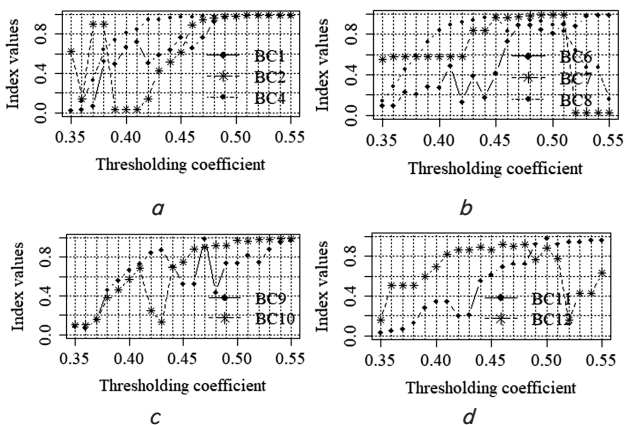 Index values
0.0 0.4 0.8
BC1
BC2
BC4
0.35 0.40 0.45 0.50 0.55
Thresholding coefficient
a
Index values
0.0 0.4 0.8
BC6
BC7
BC8
0.35 0.40 0.45 0.50 0.55
Thresholding coefficient
b
Index values
0.0 0.4 0.8
BC9
BC10
0.35 0.40 0.45 0.50 0.55
Thresholding coefficient
c
Index values
0.0 0.4 0.8
BC11
BC12
0.35 0.40 0.45 0.50 0.55
Thresholding coefficient
d